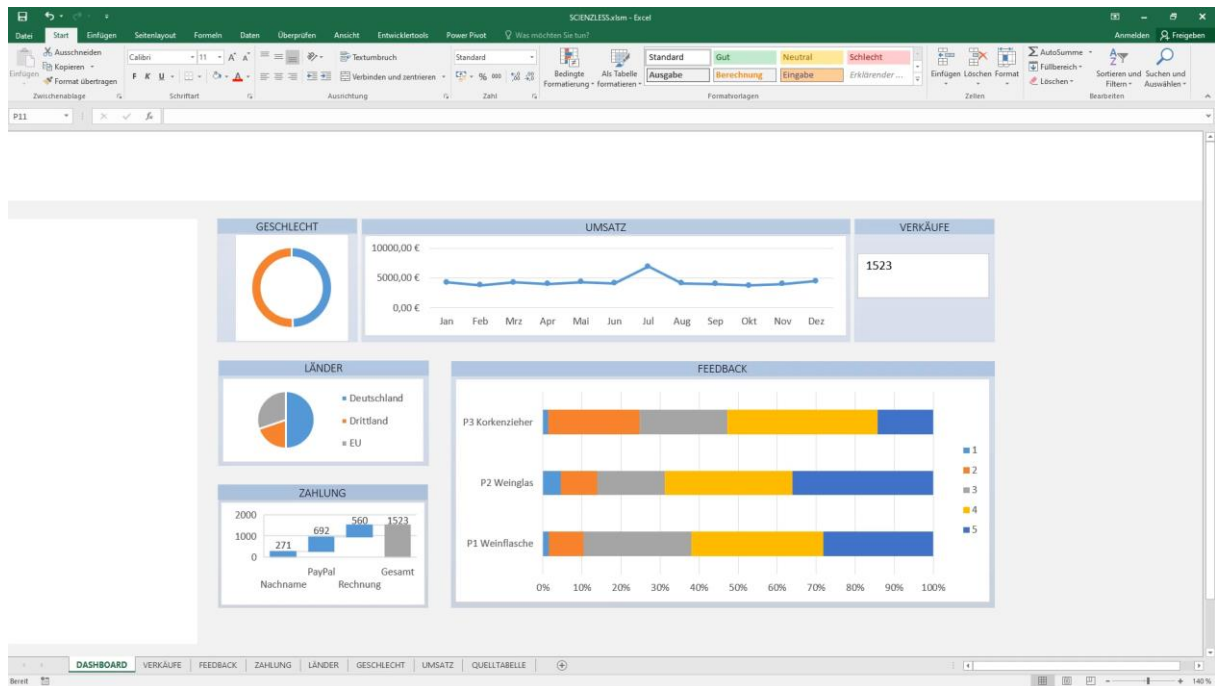 SCIENZLESS.xlsm - Excel
Datei Start Einfügen Seitenlayout Formeln Daten Überprüfen Ansicht Entwicklertools Power Pivot Was möchten Sie tun? Anmelden Freigeben
Einfügen
Ausschneiden
Kopieren
Format übertragen
Zwischenablage
Calibri 11
F K U
Schriftart
Textumbruch
Verbinden und zentrieren
Ausrichtung
Standard
% 000
Zahl
Bedingte Formatierung
Als Tabelle formatieren
Standard Gut Neutral Schlecht
Ausgabe Berechnung Eingabe Erklärender ...
Formatvorlagen
Einfügen Löschen Format
Zellen
AutoSumme
Füllbereich
Löschen
Sortieren und Filtern
Suchen und Auswählen
Bearbeiten
P11 fx
GESCHLECHT
UMSATZ
10000,00 €
5000,00 €
0,00 €
Jan Feb Mrz Apr Mai Jun Jul Aug Sep Okt Nov Dez
VERKÄUFE
1523
LÄNDER
Deutschland
Drittland
EU
ZAHLUNG
2000
1000
0
271 692 560 1523
PayPal Gesamt
Nachname Rechnung
FEEDBACK
P3 Korkenzieher
P2 Weinglas
P1 Weinflasche
0% 10% 20% 30% 40% 50% 60% 70% 80% 90% 100%
1
2
3
4
5
DASHBOARD VERKÄUFE FEEDBACK ZAHLUNG LÄNDER GESCHLECHT UMSATZ QUELLTABELLE
Bereit 140 %